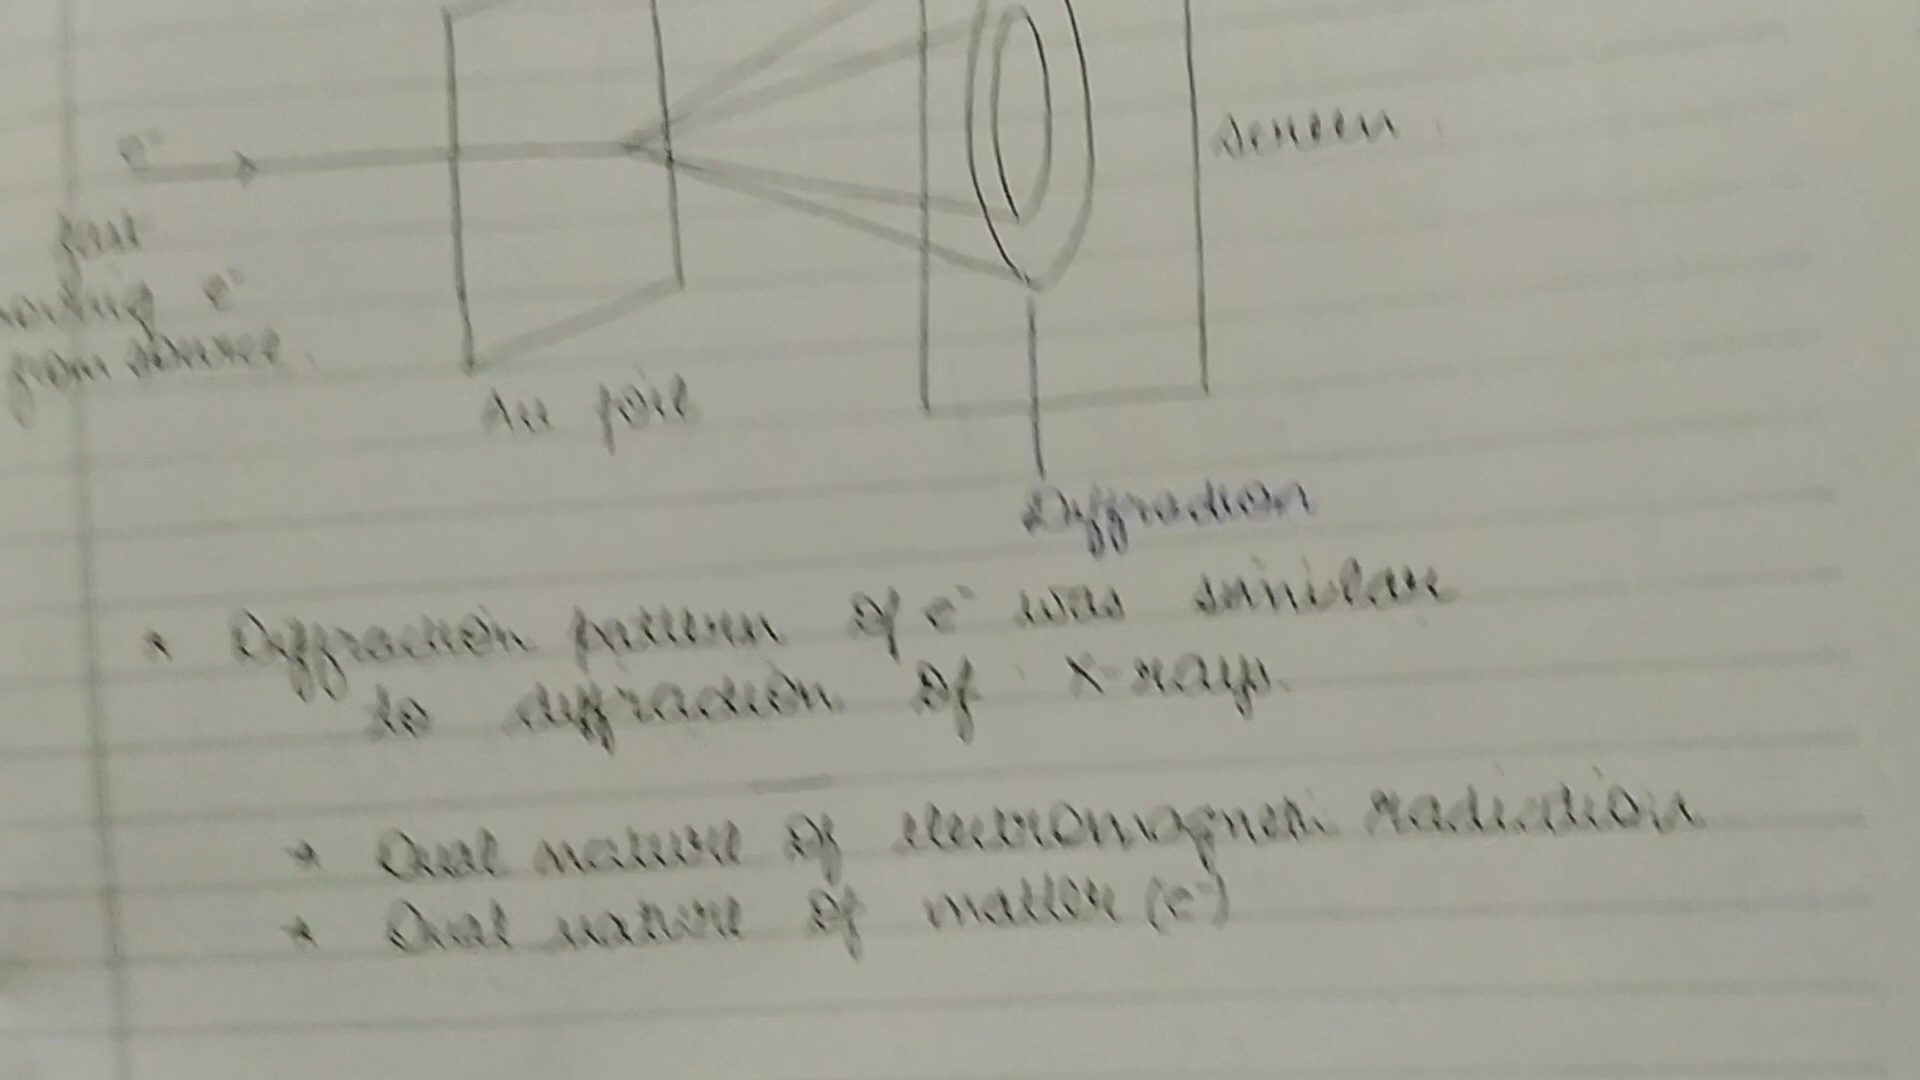 e⁻
screen
fast
moving e⁻
from source.
Au foil
Diffraction
* Diffraction pattern of e⁻ was similar
to diffraction of X-rays.
* Dual nature of electromagnetic radiation
* Dual nature of matter (e⁻)